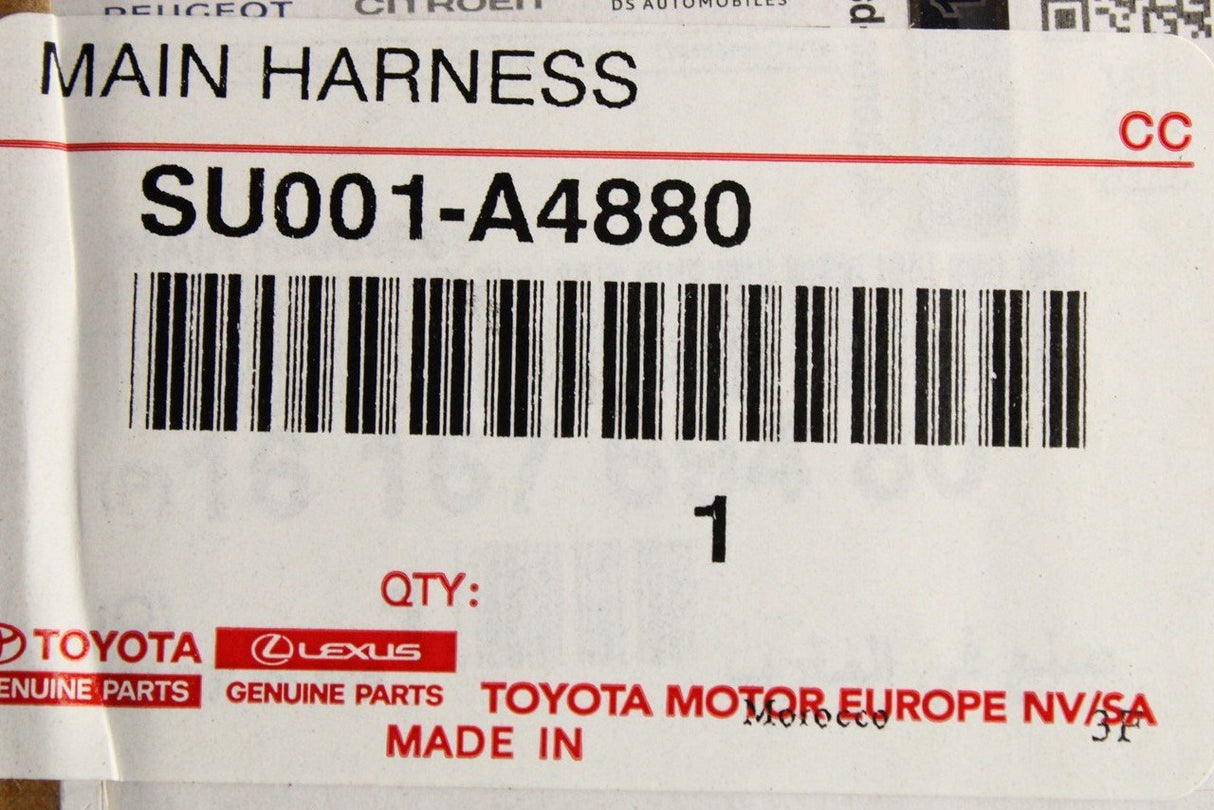 PEUGEOT CITROËN DS AUTOMOBILES
MAIN HARNESS
CC
SU001-A4880
1
QTY:
TOYOTA LEXUS
GENUINE PARTS GENUINE PARTS TOYOTA MOTOR EUROPE NV/SA
Morocco 3F
MADE IN